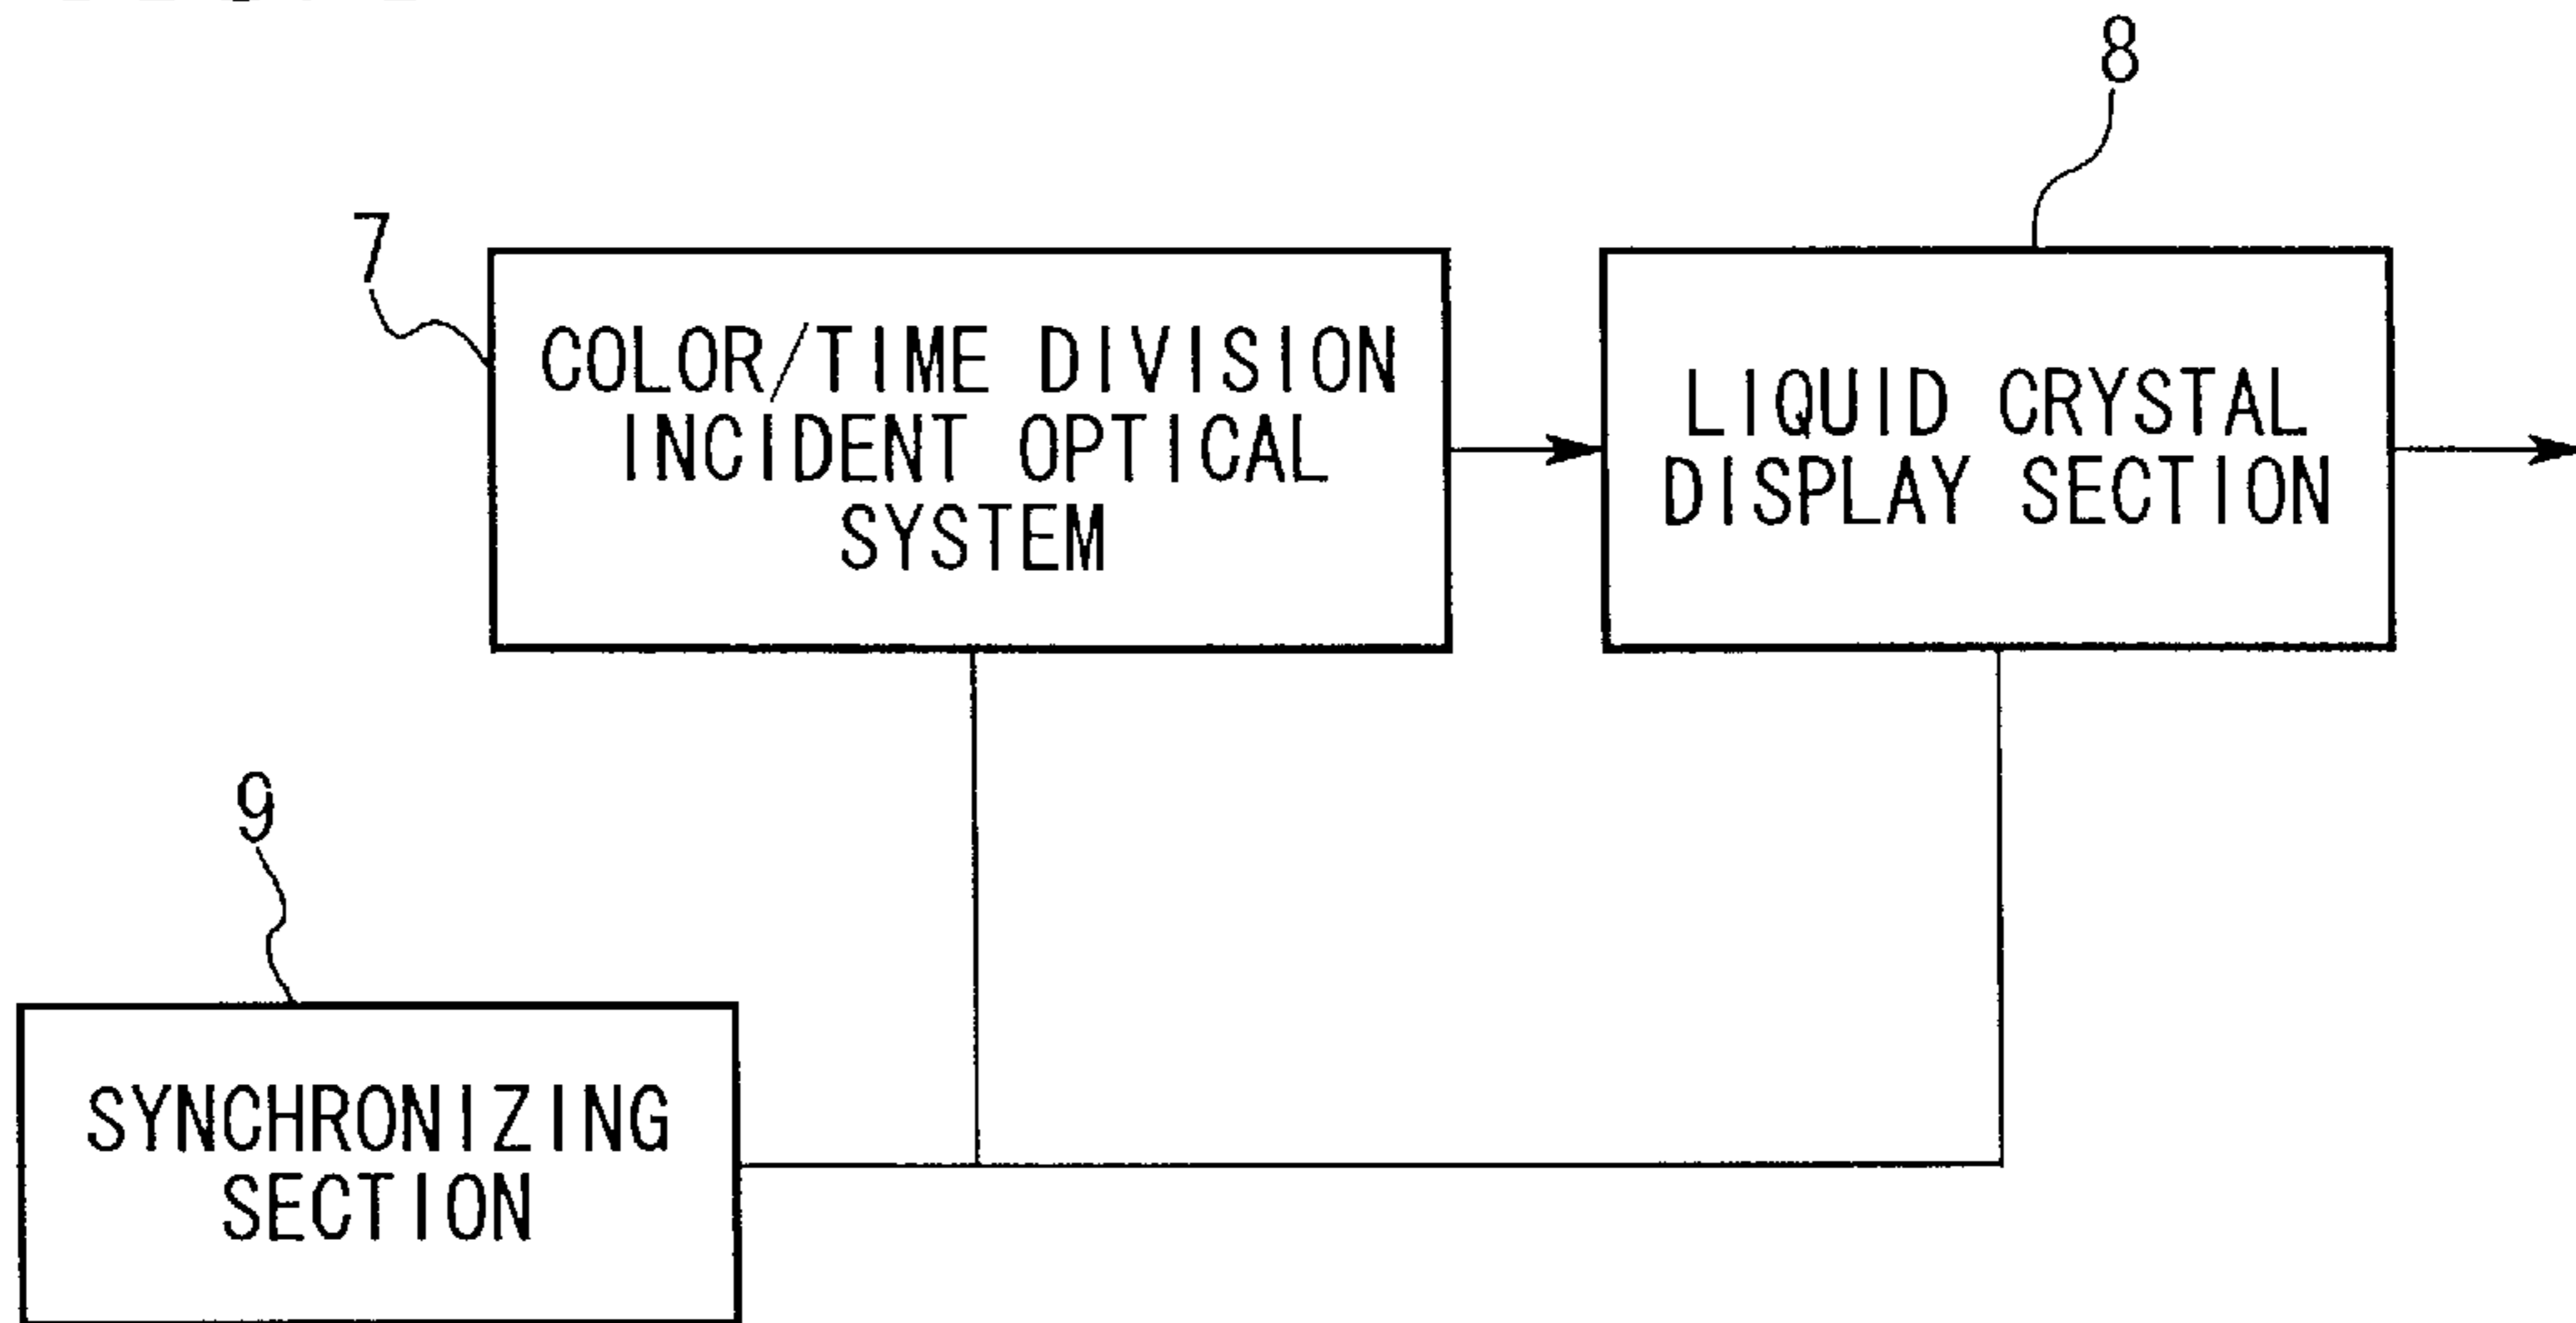 8
7
COLOR/TIME DIVISION
INCIDENT OPTICAL
SYSTEM
LIQUID CRYSTAL
DISPLAY SECTION
9
SYNCHRONIZING
SECTION